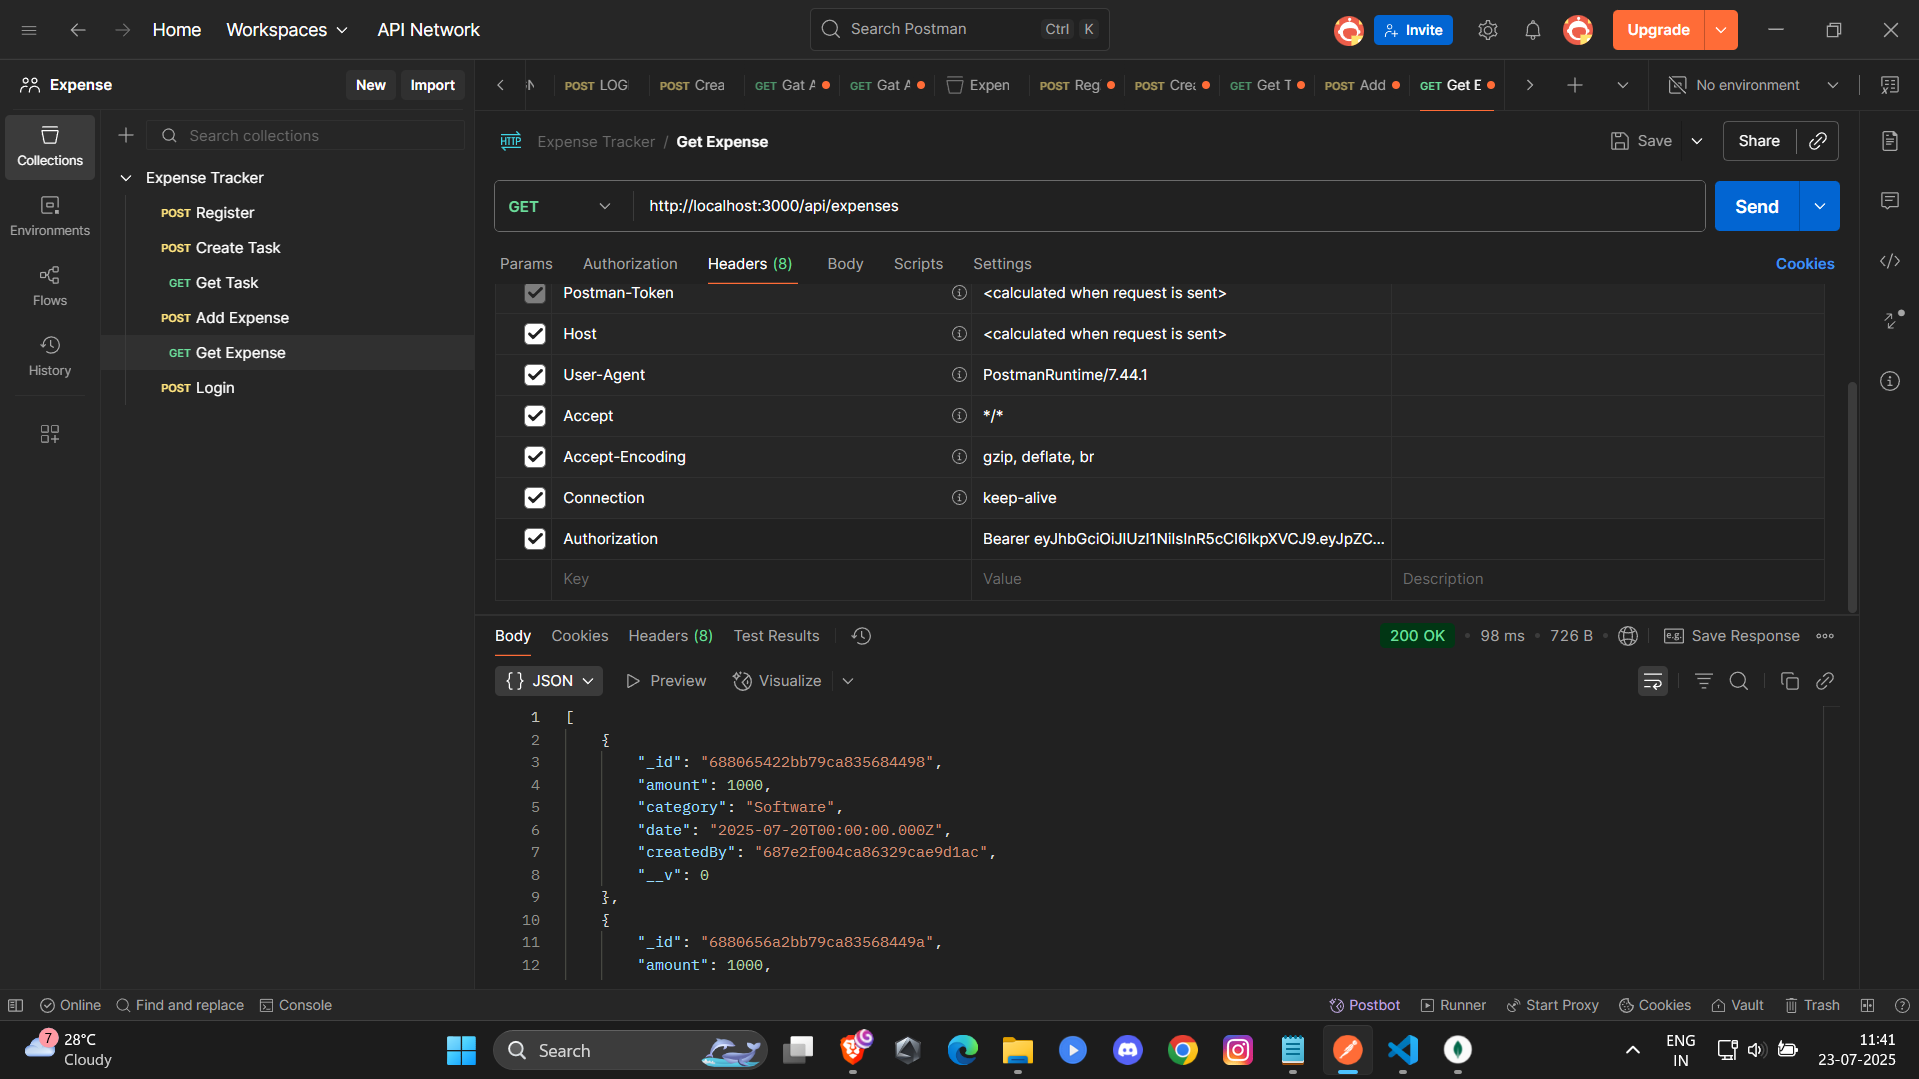 Home
Workspaces
API Network
Search Postman
Ctrl
K
Invite
Upgrade
Expense
New
Import
POST LOG
POST Crea
GET Gat A
GET Gat A
Expen
POST Reg
POST Crea
GET Get T
POST Add
GET Get E
No environment
Collections
Environments
Flows
History
Search collections
Expense Tracker
POST Register
POST Create Task
GET Get Task
POST Add Expense
GET Get Expense
POST Login
HTTP
Expense Tracker / Get Expense
Save
Share
GET
http://localhost:3000/api/expenses
Send
Params
Authorization
Headers (8)
Body
Scripts
Settings
Cookies
Postman-Token
<calculated when request is sent>
Host
<calculated when request is sent>
User-Agent
PostmanRuntime/7.44.1
Accept
*/*
Accept-Encoding
gzip, deflate, br
Connection
keep-alive
Authorization
Bearer eyJhbGciOiJIUzI1NiIsInR5cCI6IkpXVCJ9.eyJpZC...
Key
Value
Description
Body
Cookies
Headers (8)
Test Results
200 OK
98 ms
726 B
e.g.
Save Response
{} JSON
Preview
Visualize
1 [
2 {
3 "_id": "688065422bb79ca835684498",
4 "amount": 1000,
5 "category": "Software",
6 "date": "2025-07-20T00:00:00.000Z",
7 "createdBy": "687e2f004ca86329cae9d1ac",
8 "__v": 0
9 },
10 {
11 "_id": "6880656a2bb79ca83568449a",
12 "amount": 1000,
Online
Find and replace
Console
Postbot
Runner
Start Proxy
Cookies
Vault
Trash
7
28°C
Cloudy
Search
ENG
IN
11:41
23-07-2025